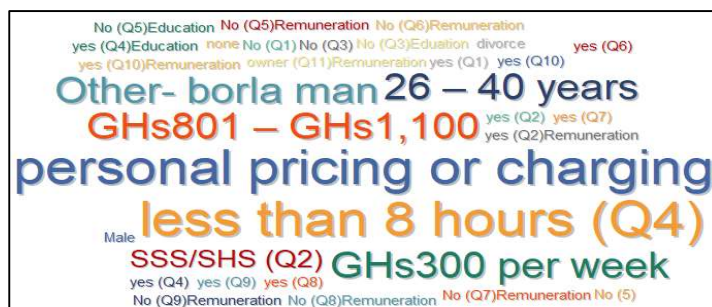 No (Q5)Education No (Q5)Remuneration No (Q6)Remuneration
yes (Q4)Education none No (Q1) No (Q3) No (Q3)Eduation divorce yes (Q6)
yes (Q10)Remuneration owner (Q11)Remuneration yes (Q1) yes (Q10)
Other- borla man 26 – 40 years
GHs801 – GHs1,100 yes (Q2) yes (Q7)
yes (Q2)Remuneration
personal pricing or charging
Male less than 8 hours (Q4)
SSS/SHS (Q2) GHs300 per week
yes (Q4) yes (Q9) yes (Q8)
No (Q9)Remuneration No (Q8)Remuneration No (Q7)Remuneration No (5)